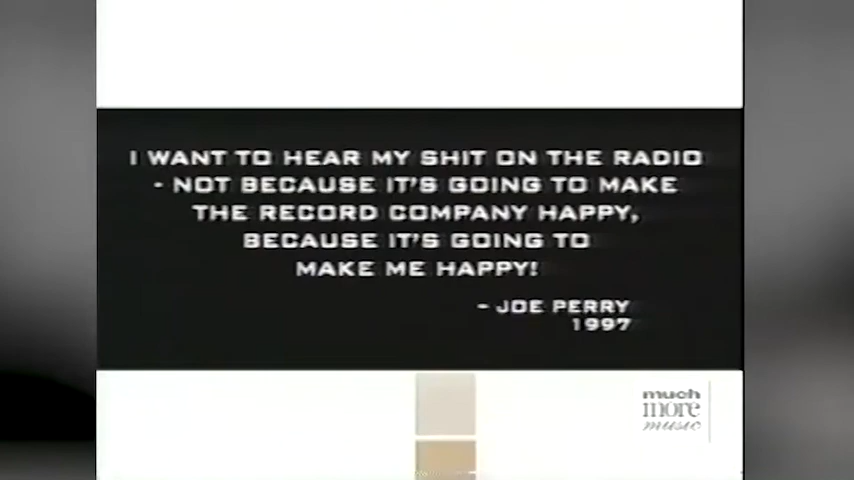 I WANT TO HEAR MY SHIT ON THE RADIO
- NOT BECAUSE IT'S GOING TO MAKE
THE RECORD COMPANY HAPPY,
BECAUSE IT'S GOING TO
MAKE ME HAPPY!
- JOE PERRY
1997
much
more
music